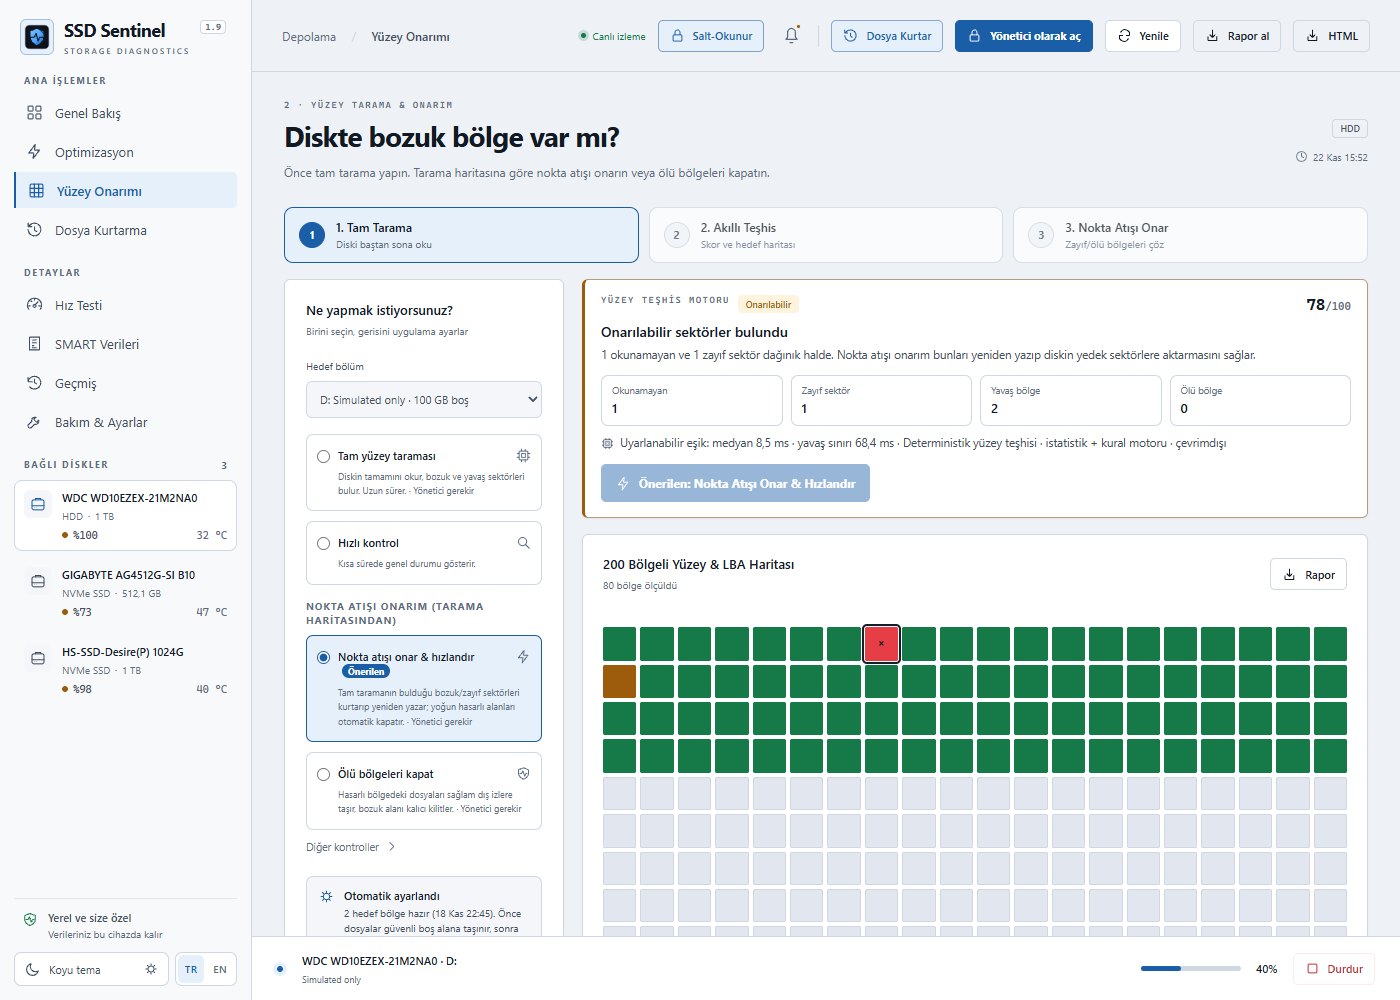 SSD Sentinel
1.9
STORAGE DIAGNOSTICS
ANA İŞLEMLER
Genel Bakış
Optimizasyon
Yüzey Onarımı
Dosya Kurtarma
DETAYLAR
Hız Testi
SMART Verileri
Geçmiş
Bakım & Ayarlar
BAĞLI DİSKLER 3
WDC WD10EZEX-21M2NA0
HDD · 1 TB
%100 32 °C
GIGABYTE AG4512G-SI B10
NVMe SSD · 512,1 GB
%73 47 °C
HS-SSD-Desire(P) 1024G
NVMe SSD · 1 TB
%98 40 °C
Yerel ve size özel
Verileriniz bu cihazda kalır
Koyu tema
TR EN
Depolama / Yüzey Onarımı
Canlı izleme
Salt-Okunur
Dosya Kurtar
Yönetici olarak aç
Yenile
Rapor al
HTML
2 · YÜZEY TARAMA & ONARIM
Diskte bozuk bölge var mı?
Önce tam tarama yapın. Tarama haritasına göre nokta atışı onarın veya ölü bölgeleri kapatın.
HDD
22 Kas 15:52
1
1. Tam Tarama
Diski baştan sona oku
2
2. Akıllı Teşhis
Skor ve hedef haritası
3
3. Nokta Atışı Onar
Zayıf/ölü bölgeleri çöz
Ne yapmak istiyorsunuz?
Birini seçin, gerisini uygulama ayarlar
Hedef bölüm
D: Simulated only · 100 GB boş
Tam yüzey taraması
Diskin tamamını okur, bozuk ve yavaş sektörleri
bulur. Uzun sürer. · Yönetici gerekir
Hızlı kontrol
Kısa sürede genel durumu gösterir.
NOKTA ATIŞI ONARIM (TARAMA
HARİTASINDAN)
Nokta atışı onar & hızlandır
Önerilen
Tam taramanın bulduğu bozuk/zayıf sektörleri
kurtarıp yeniden yazar; yoğun hasarlı alanları
otomatik kapatır. · Yönetici gerekir
Ölü bölgeleri kapat
Hasarlı bölgedeki dosyaları sağlam dış izlere
taşır, bozuk alanı kalıcı kilitler. · Yönetici gerekir
Diğer kontroller
Otomatik ayarlandı
2 hedef bölge hazır (18 Kas 22:45). Önce
dosyalar güvenli boş alana taşınır, sonra
YÜZEY TEŞHİS MOTORU
Onarılabilir
78/100
Onarılabilir sektörler bulundu
1 okunamayan ve 1 zayıf sektör dağınık halde. Nokta atışı onarım bunları yeniden yazıp diskin yedek sektörlere aktarmasını sağlar.
Okunamayan
1
Zayıf sektör
1
Yavaş bölge
2
Ölü bölge
0
Uyarlanabilir eşik: medyan 8,5 ms · yavaş sınırı 68,4 ms · Deterministik yüzey teşhisi · istatistik + kural motoru · çevrimdışı
Önerilen: Nokta Atışı Onar & Hızlandır
200 Bölgeli Yüzey & LBA Haritası
80 bölge ölçüldü
Rapor
×
WDC WD10EZEX-21M2NA0 · D:
Simulated only
40%
Durdur